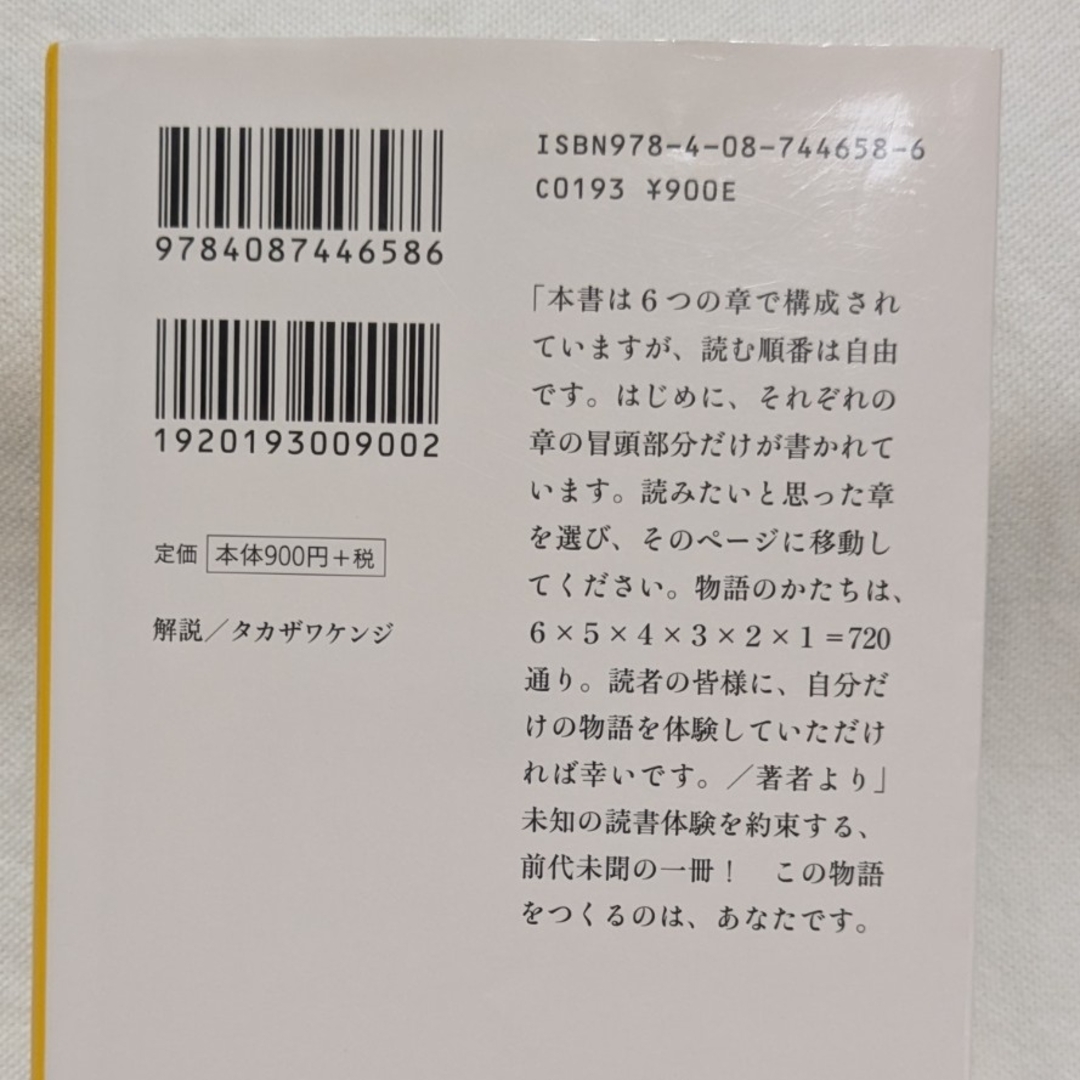 9784087446586
1920193009002
定価 本体900円+税
解説／タカザワケンジ
ISBN978-4-08-744658-6
C0193 ¥900E
「本書は６つの章で構成され
ていますが、読む順番は自由
です。はじめに、それぞれの
章の冒頭部分だけが書かれて
います。読みたいと思った章
を選び、そのページに移動し
てください。物語のかたちは、
６×５×４×３×２×１=720
通り。読者の皆様に、自分だ
けの物語を体験していただけ
れば幸いです。／著者より」
未知の読書体験を約束する、
前代未聞の一冊！　この物語
をつくるのは、あなたです。